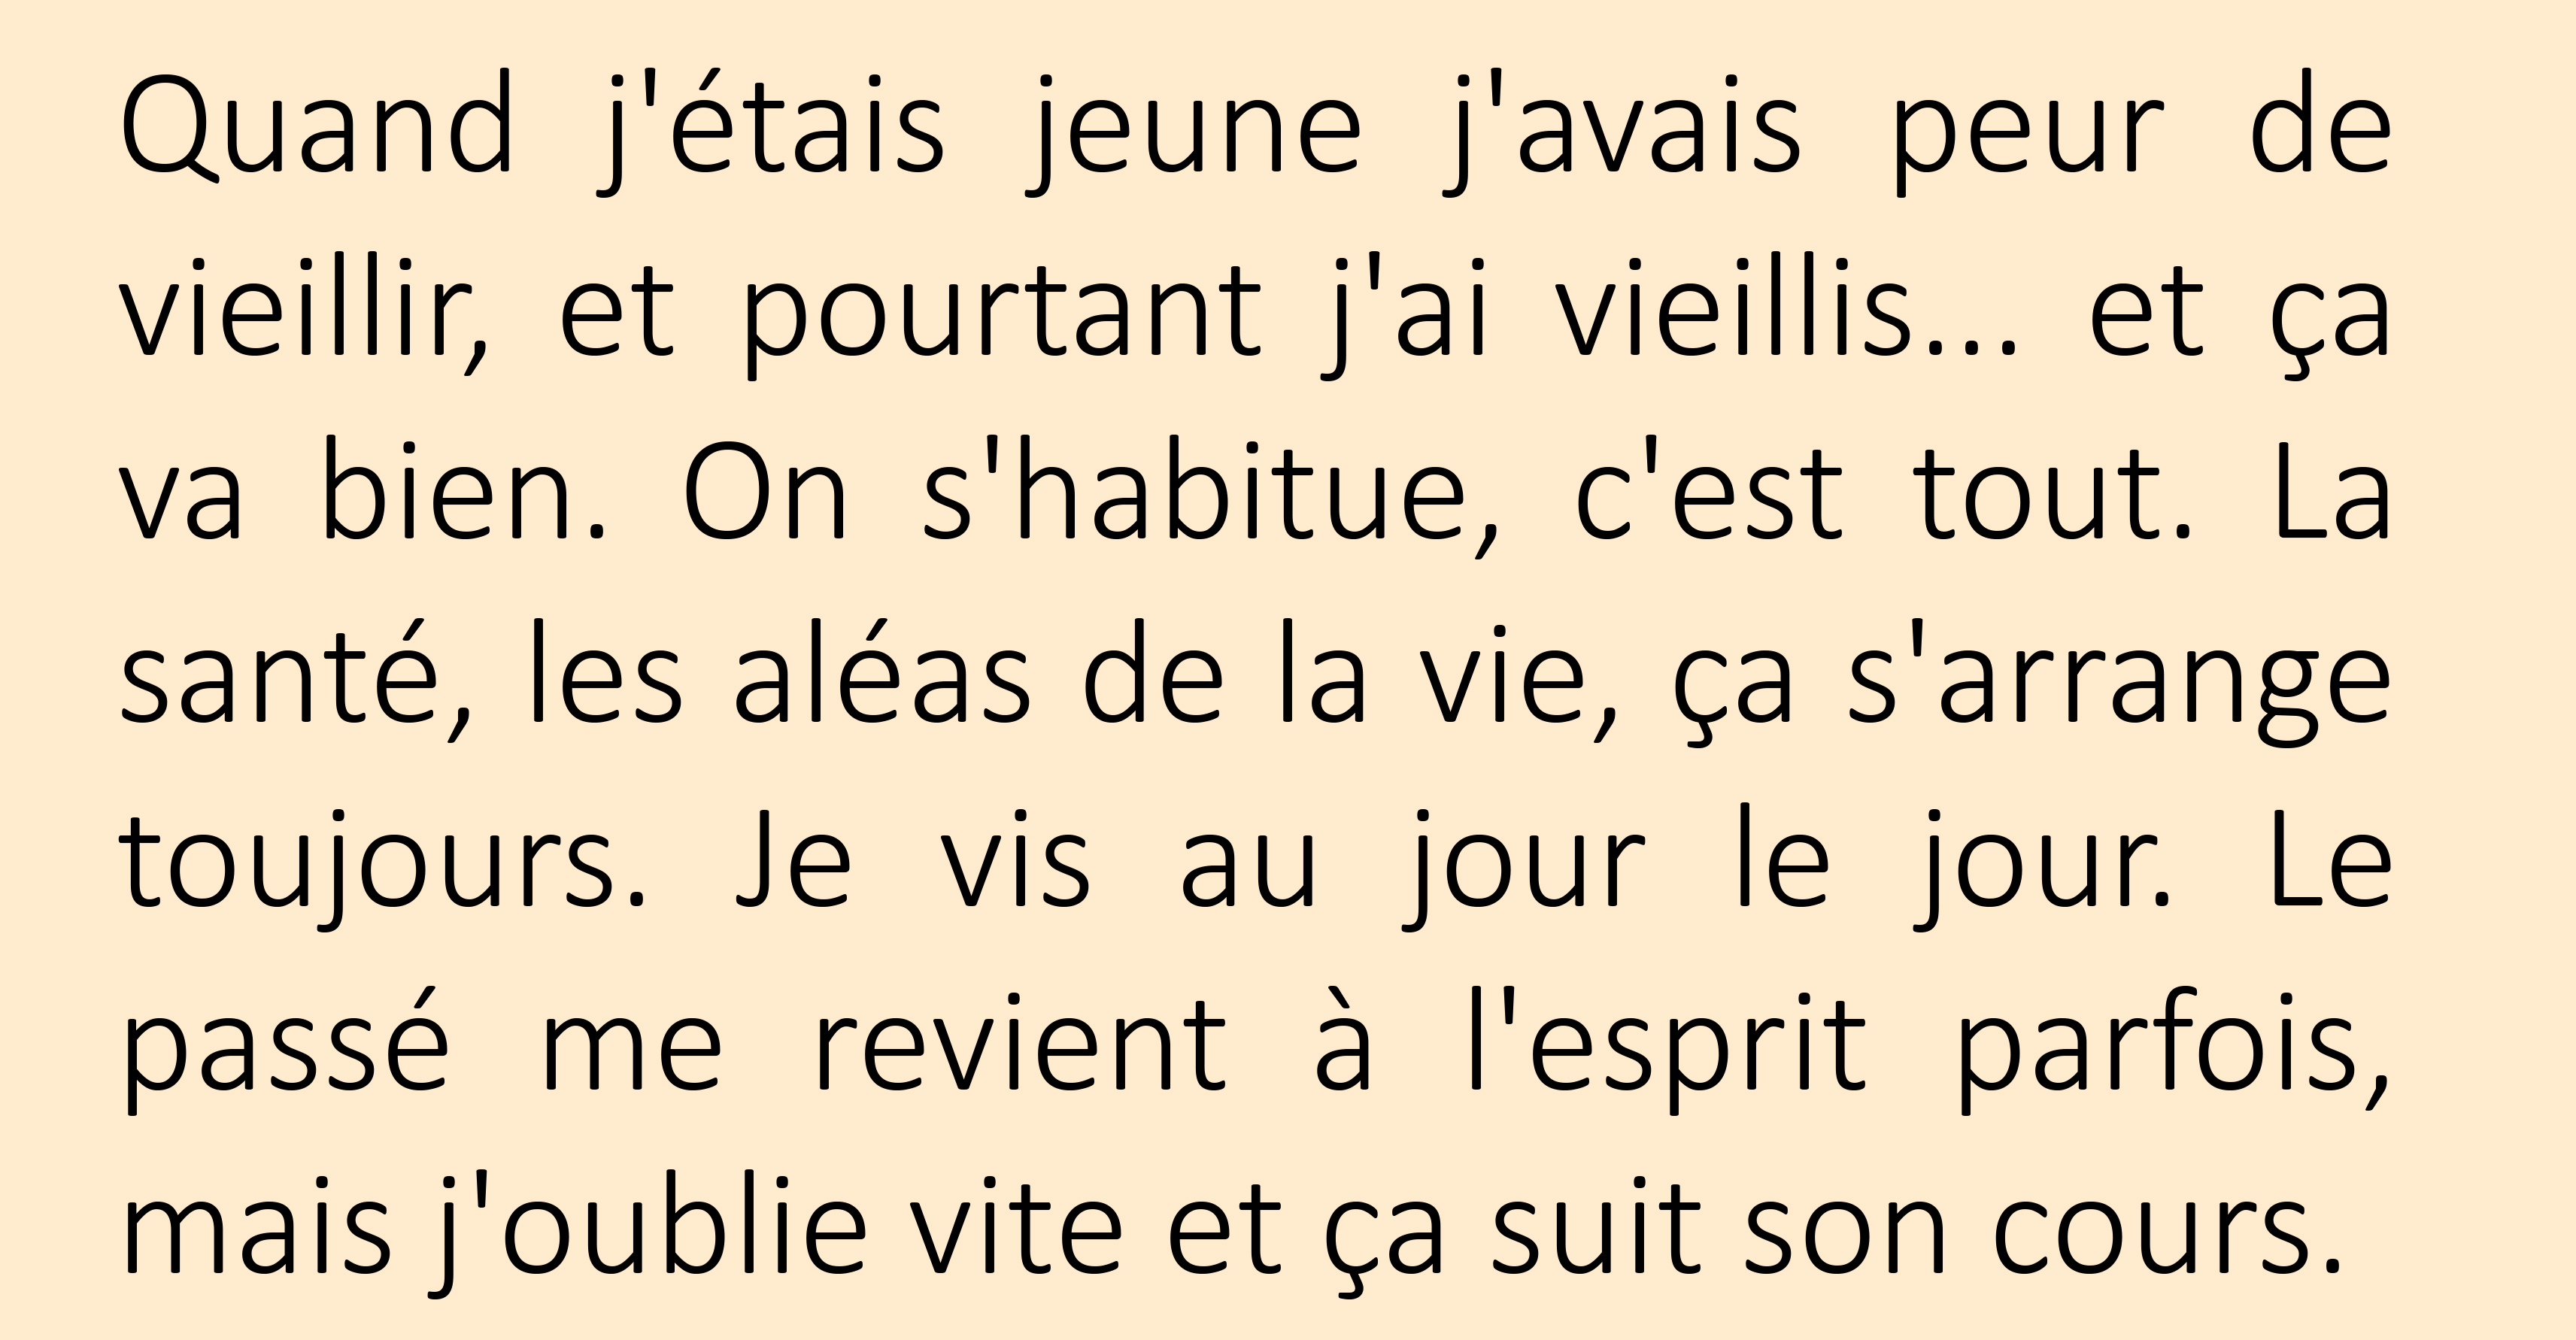 Quand j'étais jeune j'avais peur de
vieillir, et pourtant j'ai vieillis... et ça
va bien. On s'habitue, c'est tout. La
santé, les aléas de la vie, ça s'arrange
toujours. Je vis au jour le jour. Le
passé me revient à l'esprit parfois,
mais j'oublie vite et ça suit son cours.